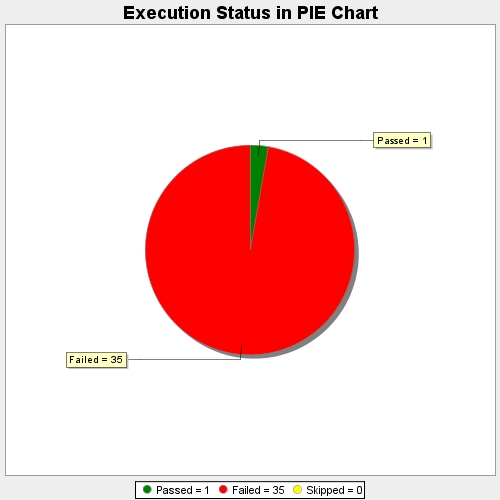 Execution Status in PIE Chart
Passed = 1
Failed = 35
Passed = 1 Failed = 35 Skipped = 0